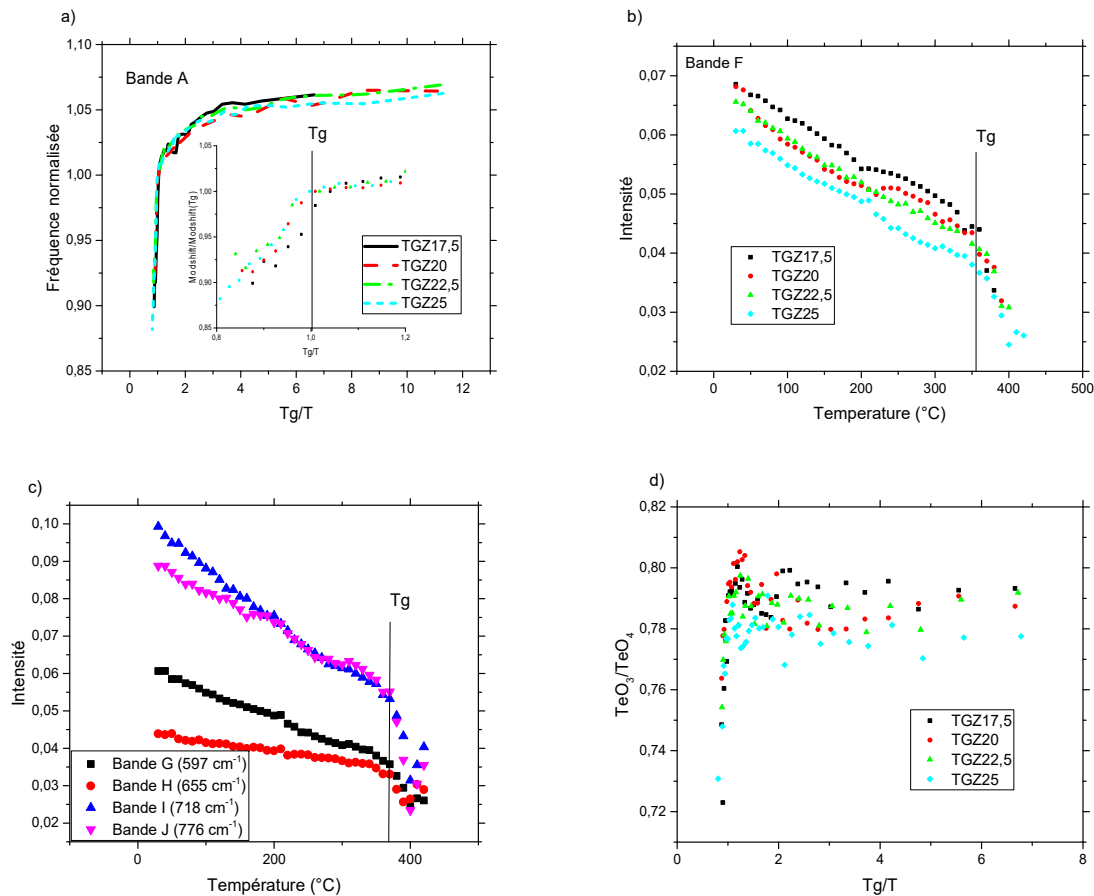 a)
Bande A
Fréquence normalisée
1,10
1,05
1,00
0,95
0,90
0,85
0 2 4 6 8 10 12
Tg/T
Tg
Modshift/Modshift(Tg)
1,00
0,95
0,90
0,85
0,8 1,0 1,2
Tg/T
TGZ17,5
TGZ20
TGZ22,5
TGZ25
b)
Bande F
Tg
Intensité
0,07
0,06
0,05
0,04
0,03
0,02
0 100 200 300 400 500
Temperature (°C)
TGZ17,5
TGZ20
TGZ22,5
TGZ25
c)
Tg
Intensité
0,10
0,09
0,08
0,07
0,06
0,05
0,04
0,03
0,02
0 200 400
Température (°C)
Bande G (597 cm⁻¹)
Bande H (655 cm⁻¹)
Bande I (718 cm⁻¹)
Bande J (776 cm⁻¹)
d)
TeO₃/TeO₄
0,82
0,80
0,78
0,76
0,74
0,72
0 2 4 6 8
Tg/T
TGZ17,5
TGZ20
TGZ22,5
TGZ25